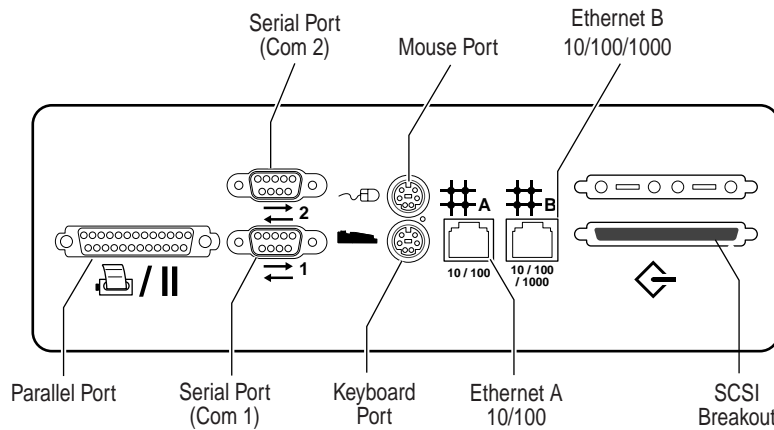 Serial Port
(Com 2)
Mouse Port
Ethernet B
10/100/1000
2
A
B
1
10 / 100
10 / 100
/ 1000
/ II
Parallel Port
Serial Port
(Com 1)
Keyboard
Port
Ethernet A
10/100
SCSI
Breakout